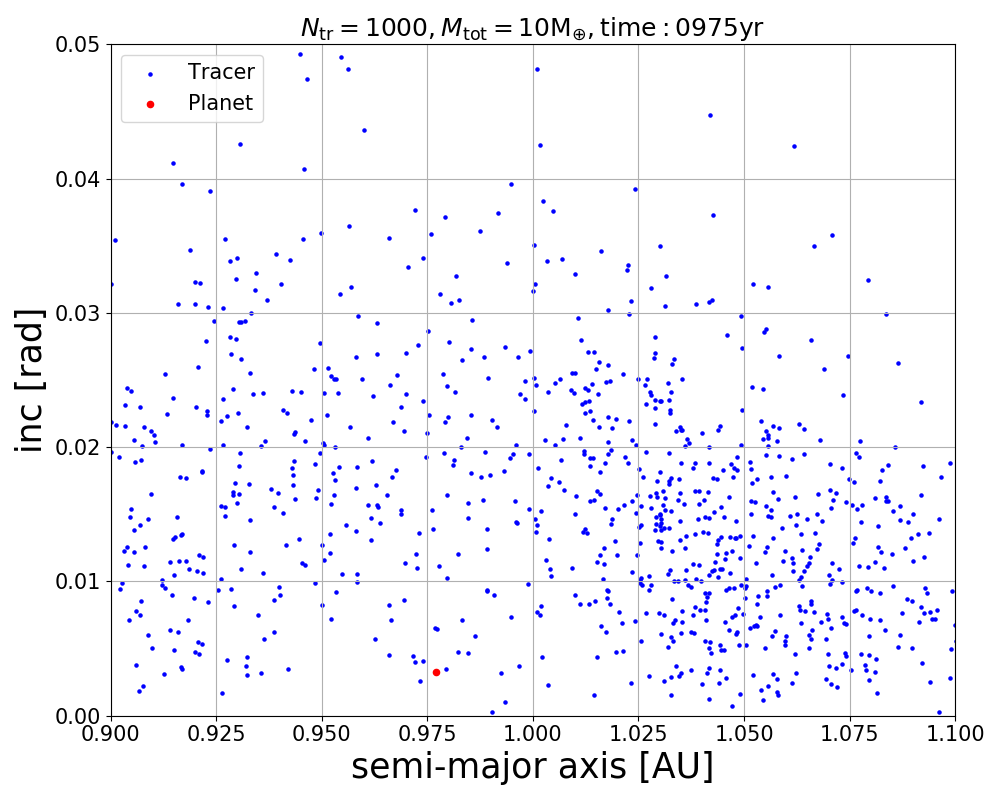 N_tr = 1000, M_tot = 10M_⊕, time : 0975yr
Tracer
Planet
inc [rad]
0.05
0.04
0.03
0.02
0.01
0.00
0.900 0.925 0.950 0.975 1.000 1.025 1.050 1.075 1.100
semi-major axis [AU]